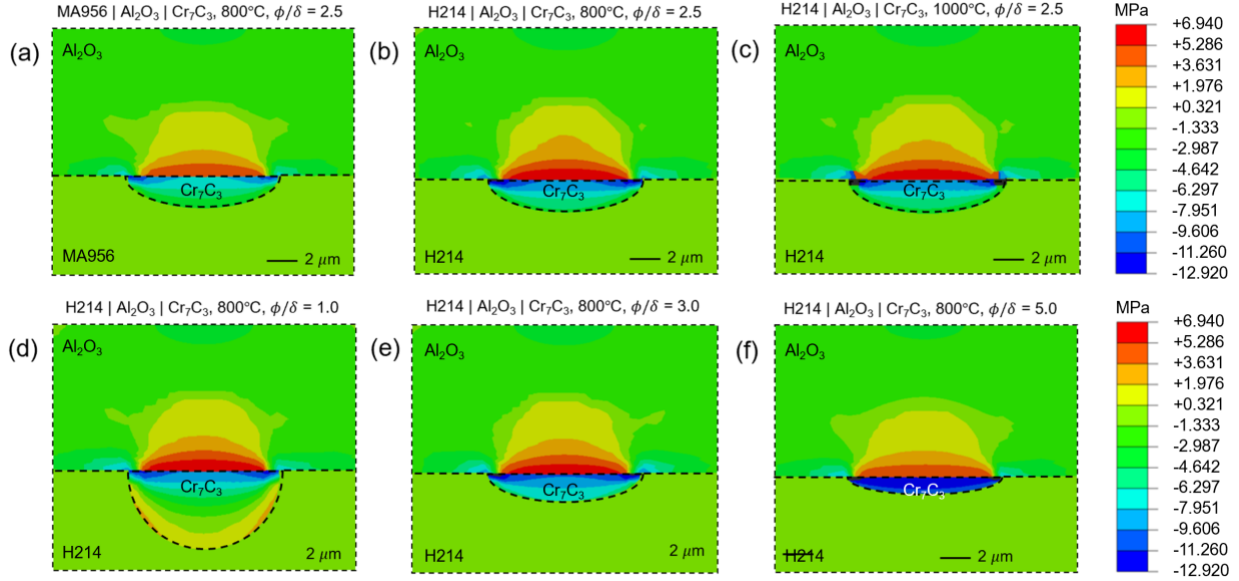 MA956 | Al₂O₃ | Cr₇C₃, 800°C, ϕ/δ = 2.5
H214 | Al₂O₃ | Cr₇C₃, 800°C, ϕ/δ = 2.5
H214 | Al₂O₃ | Cr₇C₃, 1000°C, ϕ/δ = 2.5
MPa
(a)
Al₂O₃
Cr₇C₃
MA956
2 μm
(b)
Al₂O₃
Cr₇C₃
H214
2 μm
(c)
Al₂O₃
Cr₇C₃
H214
2 μm
+6.940
+5.286
+3.631
+1.976
+0.321
-1.333
-2.987
-4.642
-6.297
-7.951
-9.606
-11.260
-12.920
H214 | Al₂O₃ | Cr₇C₃, 800°C, ϕ/δ = 1.0
H214 | Al₂O₃ | Cr₇C₃, 800°C, ϕ/δ = 3.0
H214 | Al₂O₃ | Cr₇C₃, 800°C, ϕ/δ = 5.0
MPa
(d)
Al₂O₃
Cr₇C₃
H214
2 μm
(e)
Al₂O₃
Cr₇C₃
H214
2 μm
(f)
Al₂O₃
Cr₇C₃
H214
2 μm
+6.940
+5.286
+3.631
+1.976
+0.321
-1.333
-2.987
-4.642
-6.297
-7.951
-9.606
-11.260
-12.920